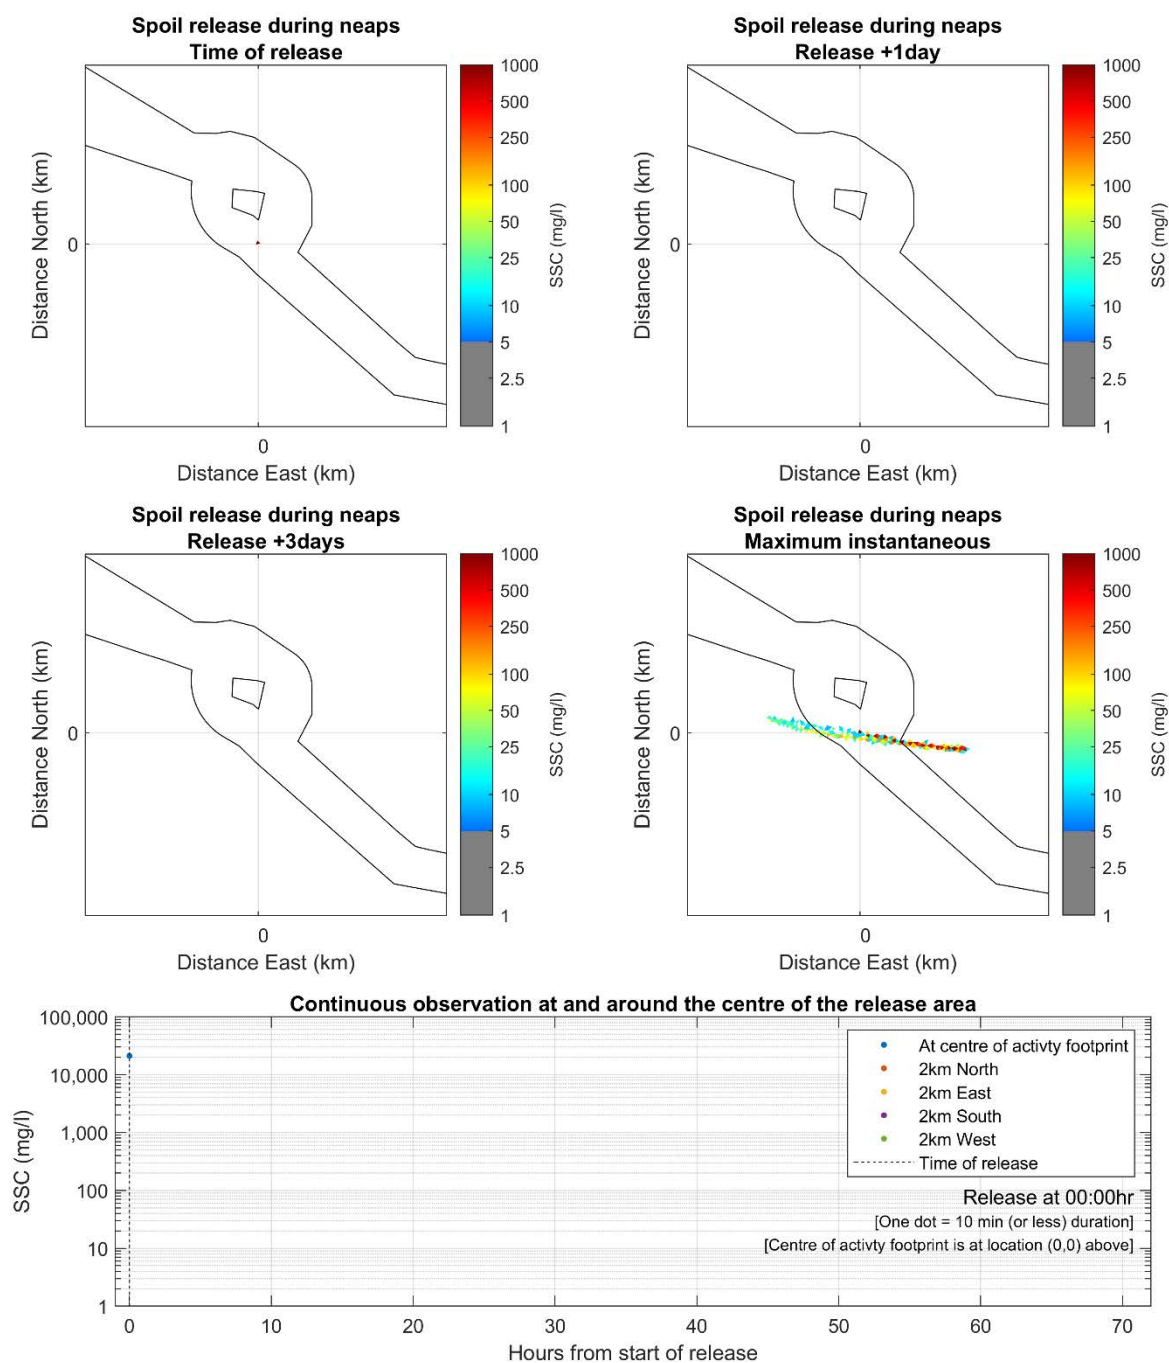 Spoil release during neaps
Time of release
1000
500
250
100
50
25
10
5
2.5
1
SSC (mg/l)
Distance North (km)
0
0
Distance East (km)
Spoil release during neaps
Release +1day
1000
500
250
100
50
25
10
5
2.5
1
SSC (mg/l)
Distance North (km)
0
0
Distance East (km)
Spoil release during neaps
Release +3days
1000
500
250
100
50
25
10
5
2.5
1
SSC (mg/l)
Distance North (km)
0
0
Distance East (km)
Spoil release during neaps
Maximum instantaneous
1000
500
250
100
50
25
10
5
2.5
1
SSC (mg/l)
Distance North (km)
0
0
Distance East (km)
Continuous observation at and around the centre of the release area
100,000
10,000
1,000
100
10
1
SSC (mg/l)
At centre of activty footprint
2km North
2km East
2km South
2km West
Time of release
Release at 00:00hr
[One dot = 10 min (or less) duration]
[Centre of activty footprint is at location (0,0) above]
0 10 20 30 40 50 60 70
Hours from start of release